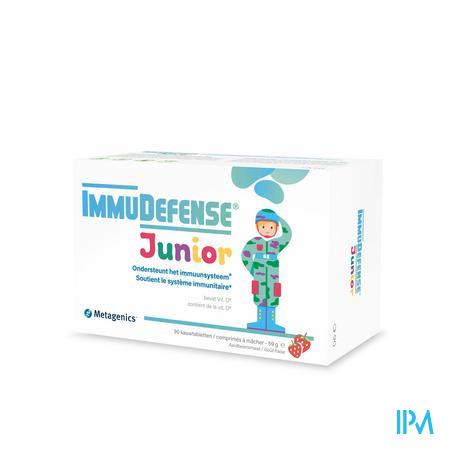 IMMUDEFENSE®
Junior
Ondersteunt het immuunsysteem*
Soutient le système immunitaire*
bevat Vit. D*
contient de la vit. D*
Metagenics®
90 kauwtabletten / comprimés à mâcher - 59 g ℮
Aardbeiensmaak / Goût fraise
IMMUDEFENSE
Junior
IPM